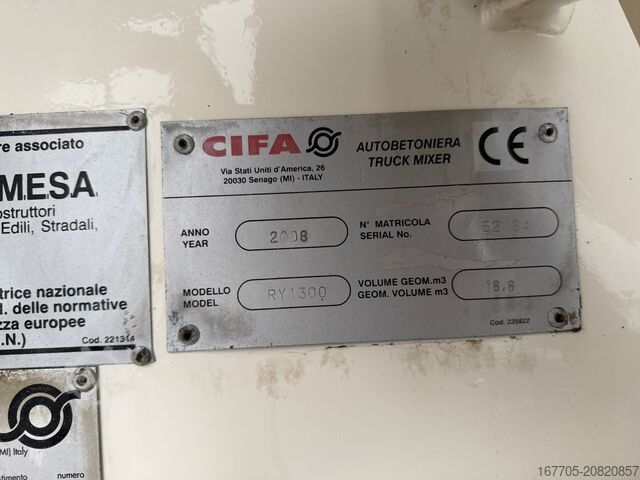 re associato
MESA
ostruttori
Edili, Stradali,
trice nazionale
d. delle normative
zza europee
.N.)
Cod. 221314
CIFA
Via Stati Uniti d'America, 26
20030 Senago (MI) - ITALY
AUTOBETONIERA
TRUCK MIXER
CE
ANNO
YEAR
2008
N° MATRICOLA
SERIAL No.
MODELLO
MODEL
RY1300
VOLUME GEOM.m3
GEOM. VOLUME m3
18.6
Cod. 235822
(MI) Italy
stimento numero
167705-20820857